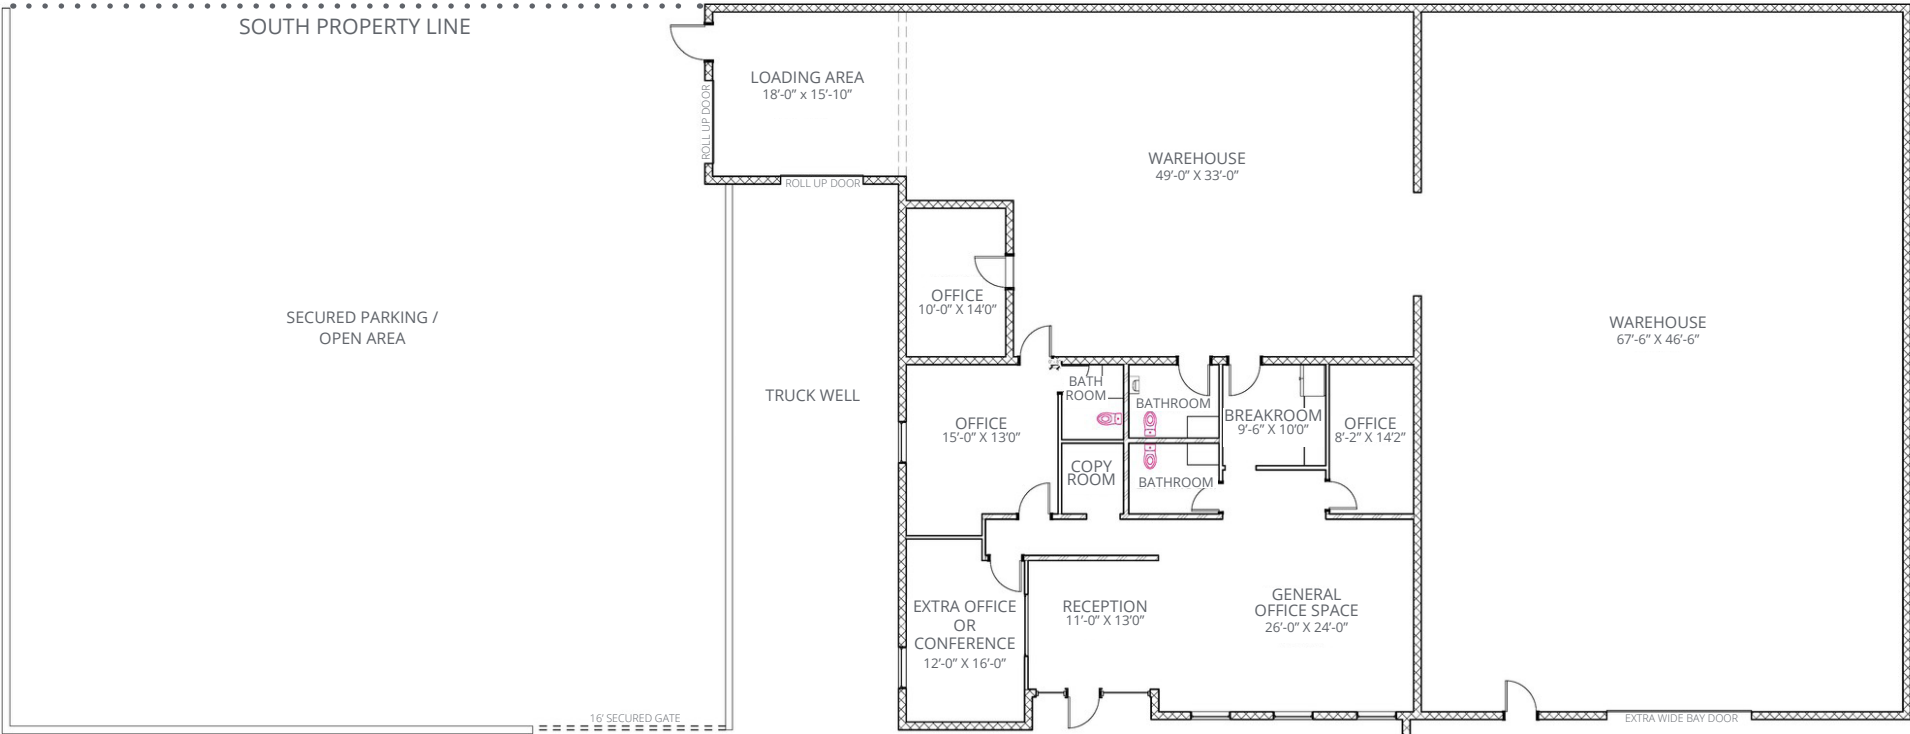 SOUTH PROPERTY LINE
LOADING AREA
18'-0" x 15'-10"
ROLL UP DOOR
ROLL UP DOOR
WAREHOUSE
49'-0" X 33'-0"
OFFICE
10'-0" X 14'0"
SECURED PARKING /
OPEN AREA
WAREHOUSE
67'-6" X 46'-6"
TRUCK WELL
OFFICE
15'-0" X 13'0"
BATH
ROOM
BATHROOM
BREAKROOM
9'-6" X 10'0"
OFFICE
8'-2" X 14'2"
COPY
ROOM
BATHROOM
EXTRA OFFICE
OR
CONFERENCE
12'-0" X 16'-0"
RECEPTION
11'-0" X 13'0"
GENERAL
OFFICE SPACE
26'-0" X 24'-0"
16' SECURED GATE
EXTRA WIDE BAY DOOR